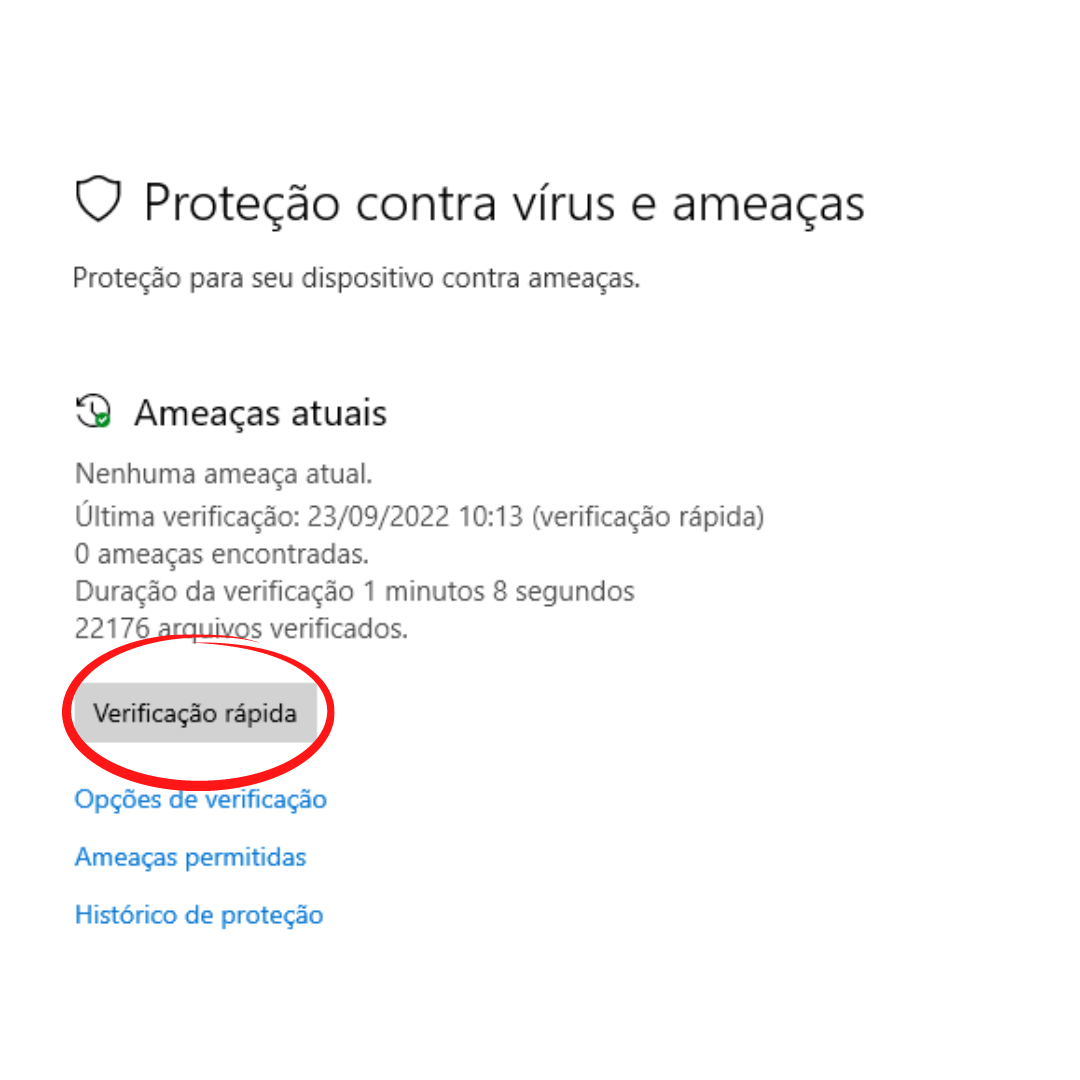 Proteção contra vírus e ameaças
Proteção para seu dispositivo contra ameaças.
Ameaças atuais
Nenhuma ameaça atual.
Última verificação: 23/09/2022 10:13 (verificação rápida)
0 ameaças encontradas.
Duração da verificação 1 minutos 8 segundos
22176 arquivos verificados.
Verificação rápida
Opções de verificação
Ameaças permitidas
Histórico de proteção